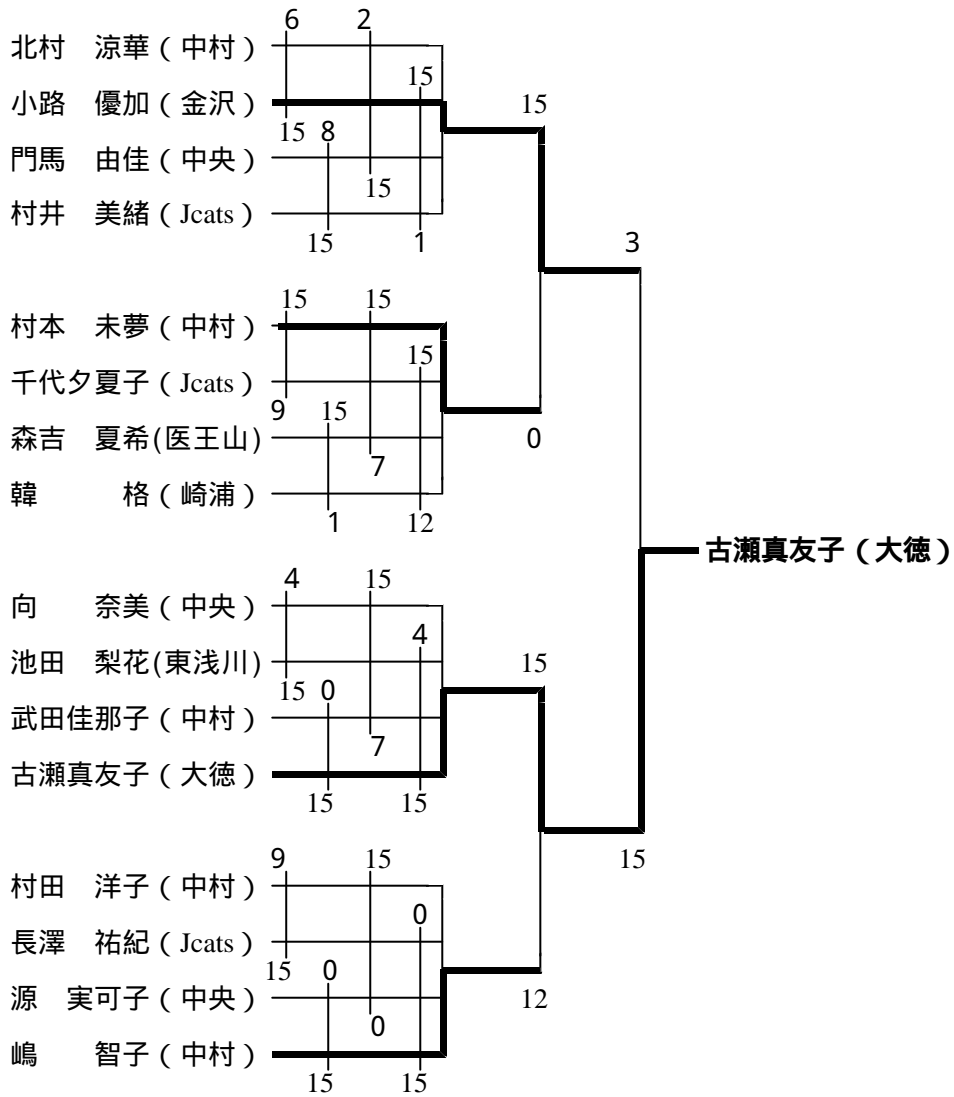 6 2
北村　涼華（中村）
15
小路　優加（金沢） 15
15 8
門馬　由佳（中央）
15
村井　美緒（Jcats）
15 1 3
15 15
村本　未夢（中村）
15
千代夕夏子（Jcats）
9 15
森吉　夏希(医王山) 0
7
韓　　　格（崎浦）
1 12
古瀬真友子（大徳）
4 15
向　　奈美（中央）
4
池田　梨花(東浅川) 15
15 0
武田佳那子（中村）
7
古瀬真友子（大徳）
15 15
9 15 15
村田　洋子（中村）
0
長澤　祐紀（Jcats）
15 0
源　実可子（中央） 12
0
嶋　　智子（中村）
15 15